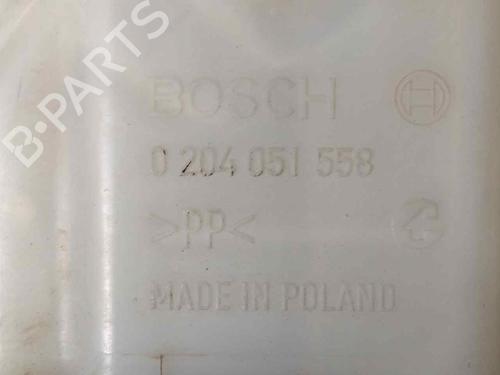 B-PARTS
BOSCH
0 204 051 558
>PP<
MADE IN POLAND